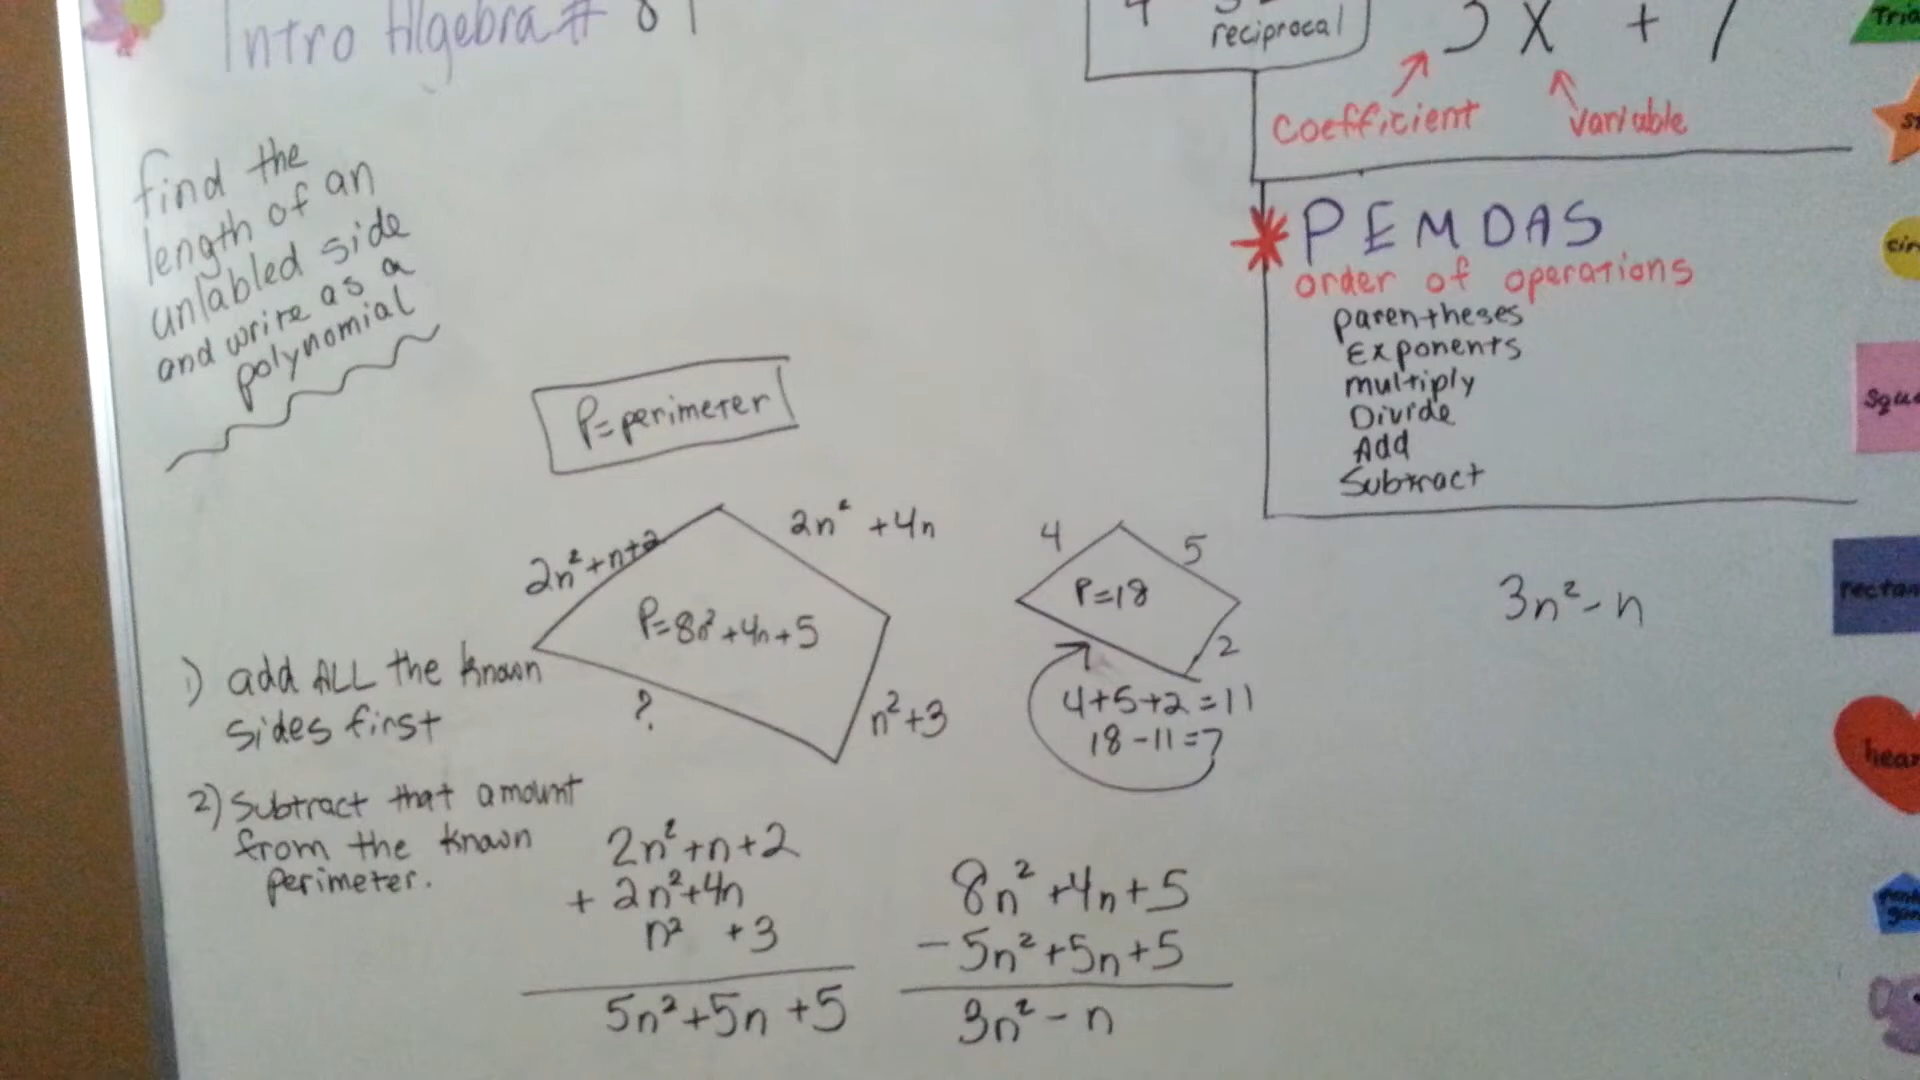 Intro Algebra # 81
reciprocal
3x + 7
coefficient
variable
find the
length of an
unlabled side
and write as a
polynomial
PEMDAS
order of operations
parentheses
Exponents
multiply
Divide
Add
Subtract
P=perimeter
2n²+n+2
2n² +4n
P=8n²+4n+5
?
n²+3
4
5
P=18
2
4+5+2=11
18-11=7
3n²-n
1) add ALL the known
sides first
2) Subtract that amount
from the known
perimeter.
2n²+n+2
+ 2n²+4n
n² +3
5n²+5n+5
8n²+4n+5
-5n²+5n+5
3n²-n